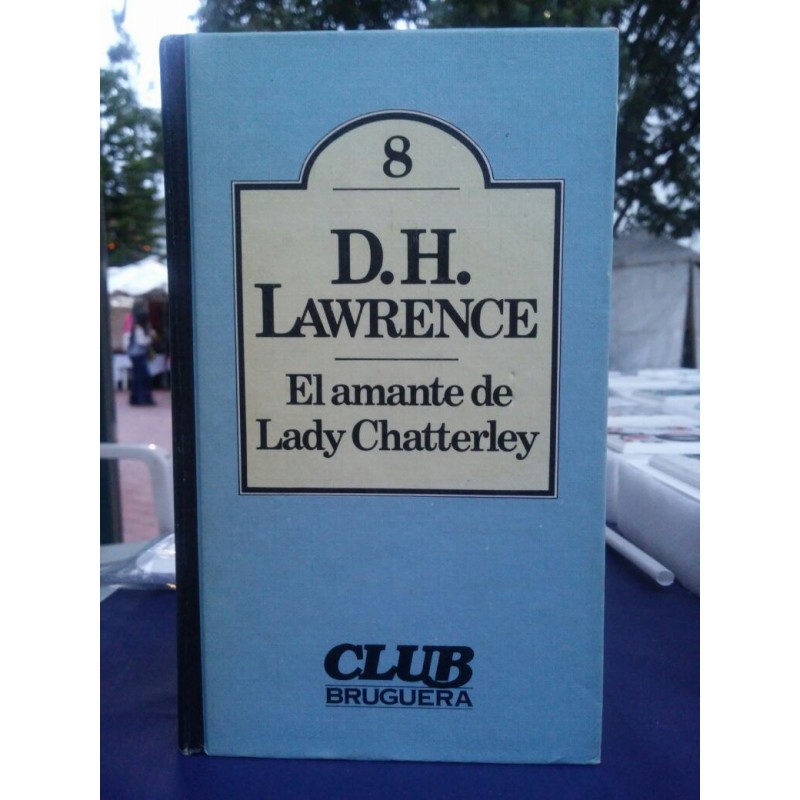 8
D.H.
LAWRENCE
El amante de
Lady Chatterley
CLUB
BRUGUERA